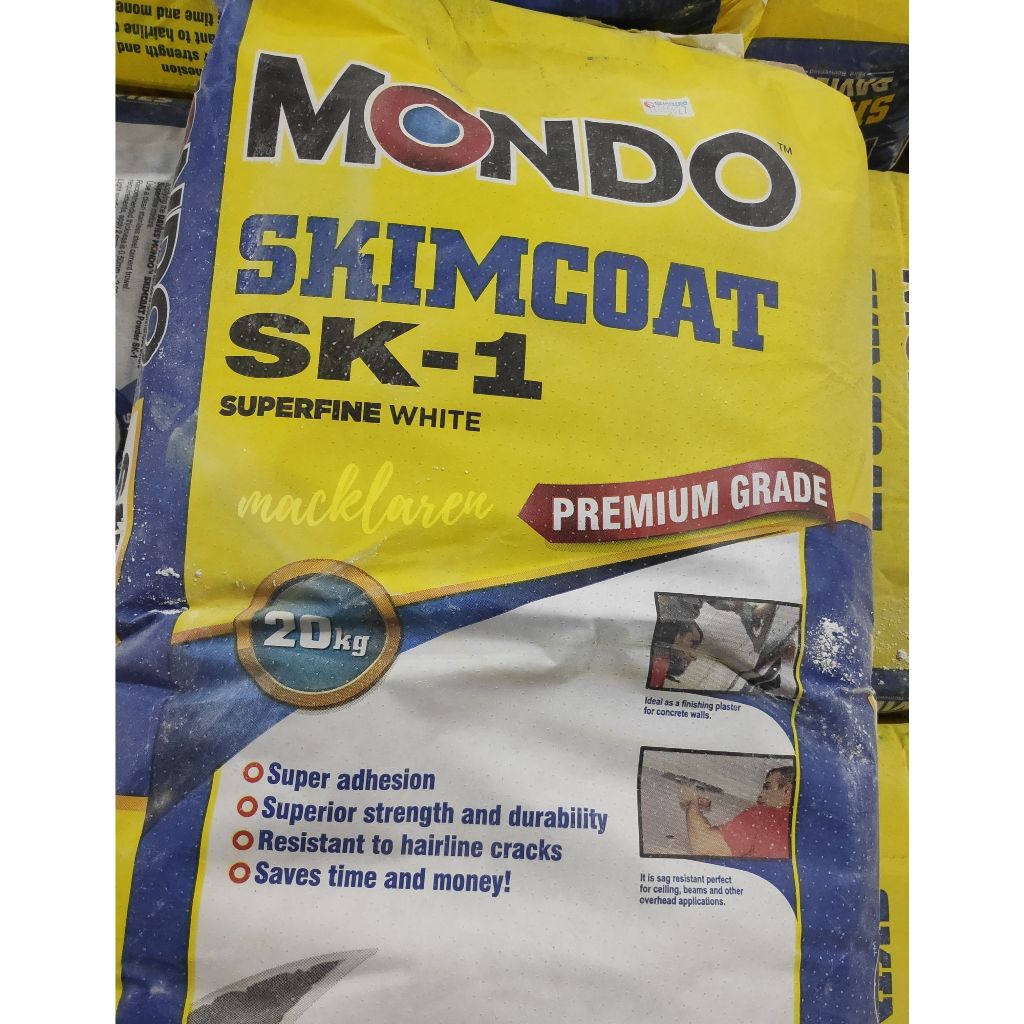 MONDO™
SKIMCOAT
SK-1
SUPERFINE WHITE
macklaren
PREMIUM GRADE
20kg
Ideal as a finishing plaster
for concrete walls.
Super adhesion
Superior strength and durability
Resistant to hairline cracks
Saves time and money!
It is sag resistant perfect
for ceiling, beams and other
overhead applications.